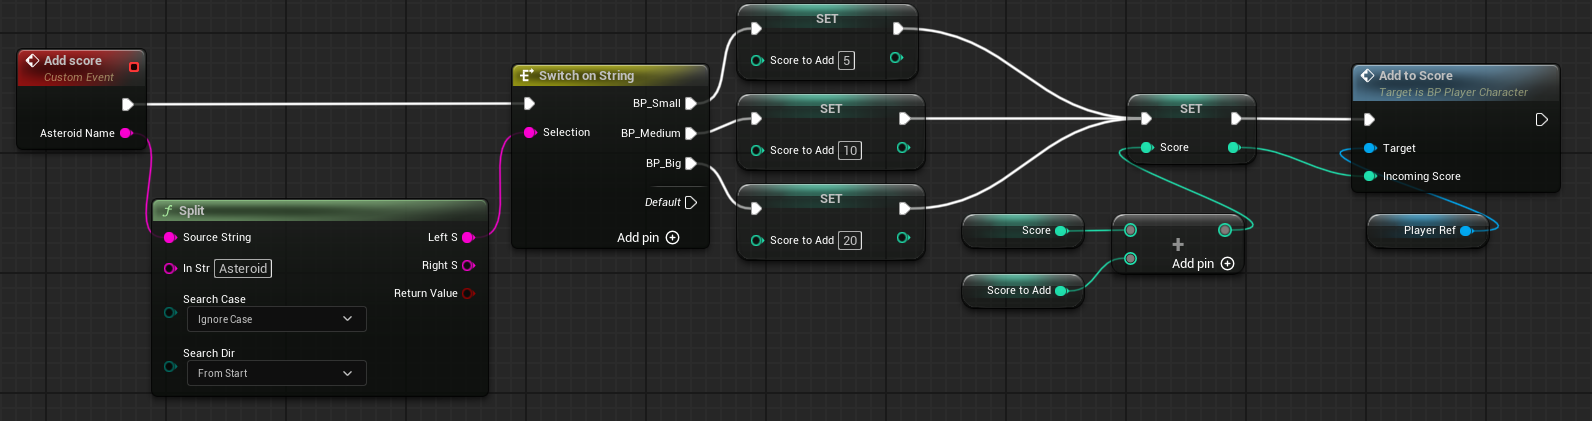 Add score
Custom Event
Asteroid Name
Split
Source String
Left S
In Str
Asteroid
Right S
Return Value
Search Case
Ignore Case
Search Dir
From Start
Switch on String
BP_Small
Selection
BP_Medium
BP_Big
Default
Add pin
SET
Score to Add 5
SET
Score to Add 10
SET
Score to Add 20
Score
Score to Add
+
Add pin
SET
Score
Add to Score
Target is BP Player Character
Target
Incoming Score
Player Ref